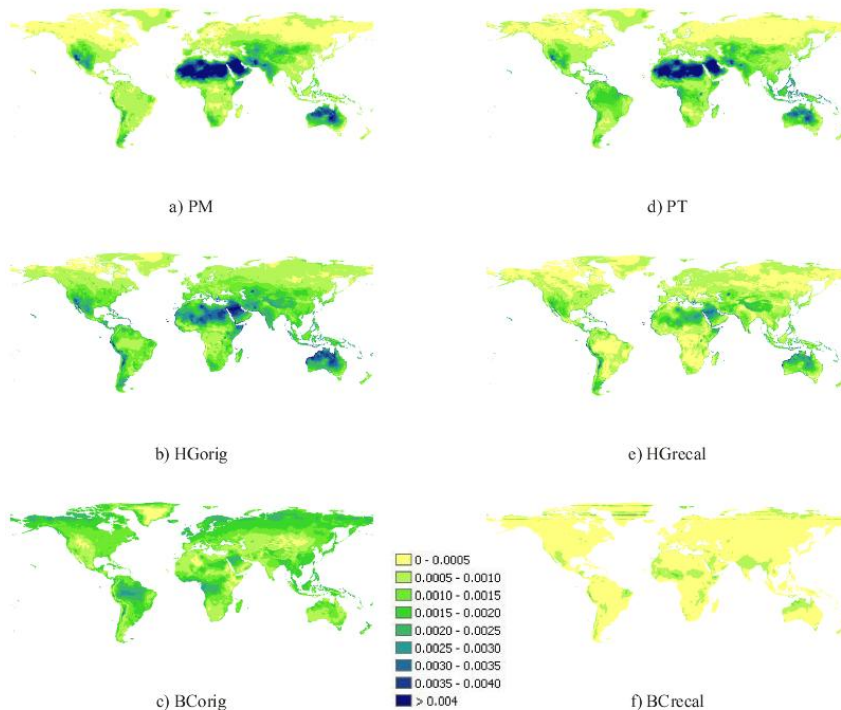 a) PM
d) PT
b) HGorig
e) HGrecal
0 - 0.0005
0.0005 - 0.0010
0.0010 - 0.0015
0.0015 - 0.0020
0.0020 - 0.0025
0.0025 - 0.0030
0.0030 - 0.0035
0.0035 - 0.0040
> 0.004
c) BCorig
f) BCrecal